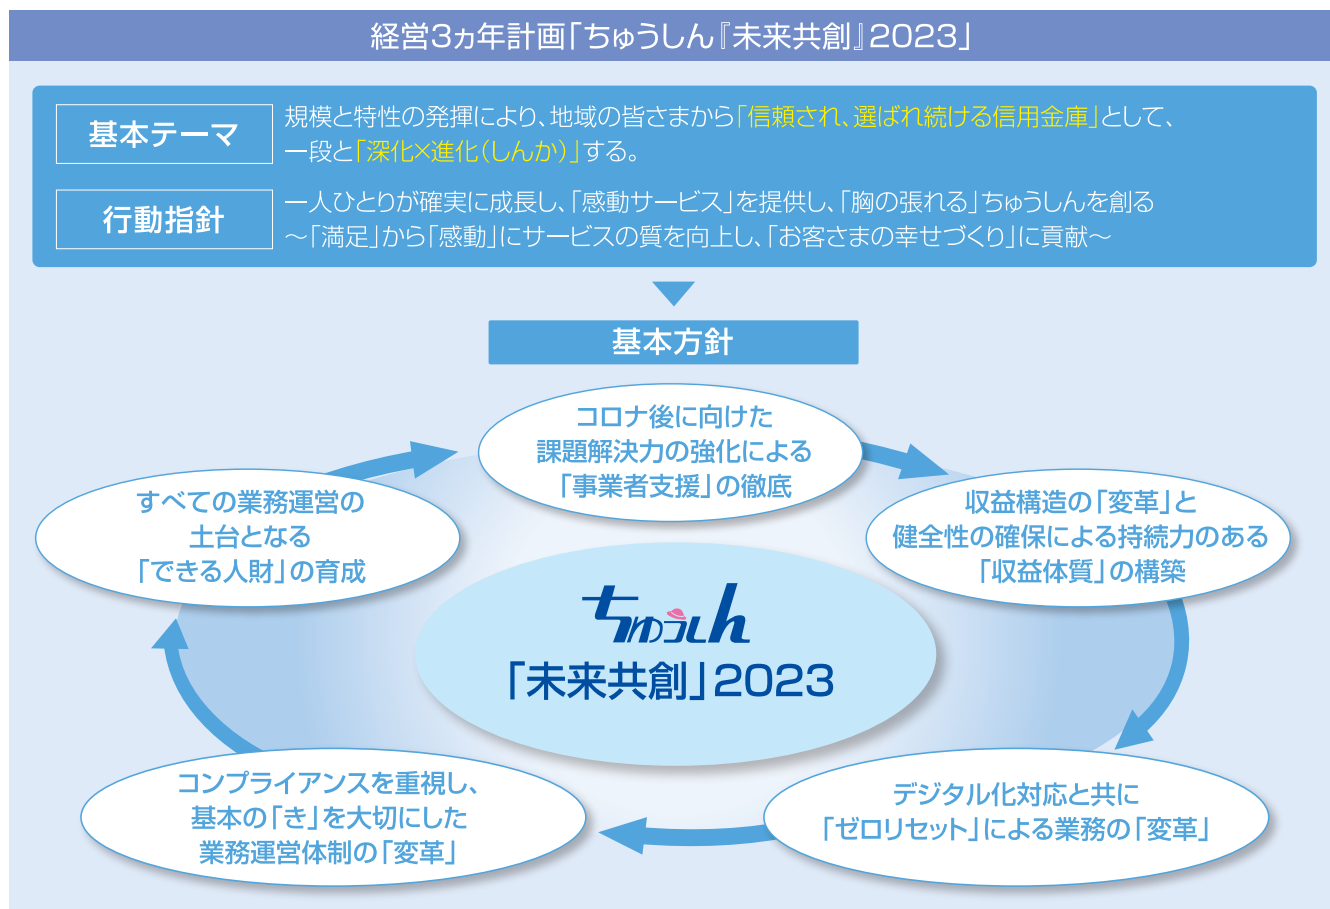 経営3ヵ年計画「ちゅうしん『未来共創』2023」
基本テーマ
規模と特性の発揮により、地域の皆さまから「信頼され、選ばれ続ける信用金庫」として、
一段と「深化×進化(しんか)」する。
行動指針
一人ひとりが確実に成長し、「感動サービス」を提供し、「胸の張れる」ちゅうしんを創る
～「満足」から「感動」にサービスの質を向上し、「お客さまの幸せづくり」に貢献～
基本方針
コロナ後に向けた
課題解決力の強化による
「事業者支援」の徹底
収益構造の「変革」と
健全性の確保による持続力のある
「収益体質」の構築
デジタル化対応と共に
「ゼロリセット」による業務の「変革」
コンプライアンスを重視し、
基本の「き」を大切にした
業務運営体制の「変革」
すべての業務運営の
土台となる
「できる人財」の育成
ちゅうしん
「未来共創」2023